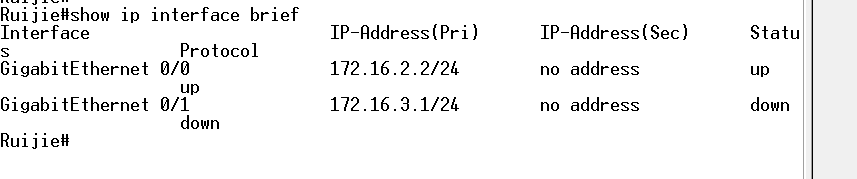 Ruijie#show ip interface brief
Interface IP-Address(Pri) IP-Address(Sec) Statu
s Protocol
GigabitEthernet 0/0 172.16.2.2/24 no address up
up
GigabitEthernet 0/1 172.16.3.1/24 no address down
down
Ruijie#